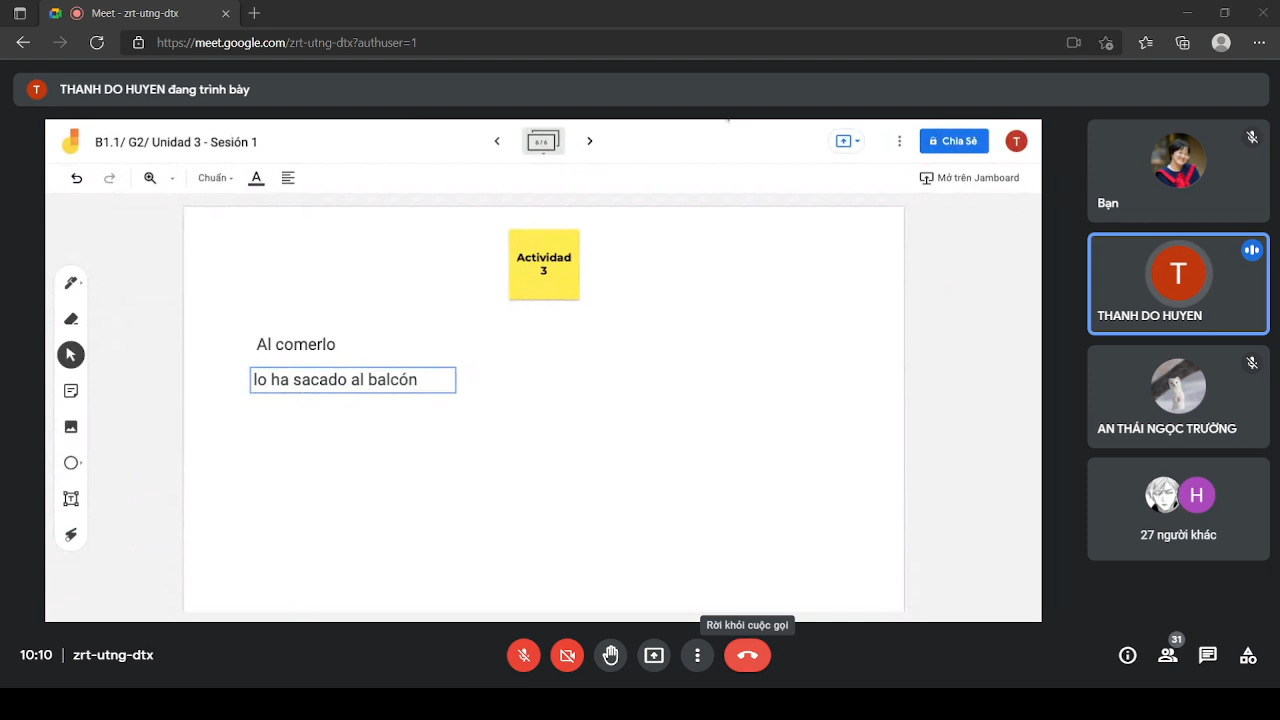 Meet - zrt-utng-dtx
https://meet.google.com/zrt-utng-dtx?authuser=1
T
THANH DO HUYEN đang trình bày
B1.1/ G2/ Unidad 3 - Sesión 1
6/6
Chia Sẻ
T
Chuẩn
A
Mở trên Jamboard
Actividad
3
Al comerlo
lo ha sacado al balcón
Bạn
T
THANH DO HUYEN
AN THÁI NGỌC TRƯỜNG
H
27 người khác
Rời khỏi cuộc gọi
10:10 | zrt-utng-dtx
31